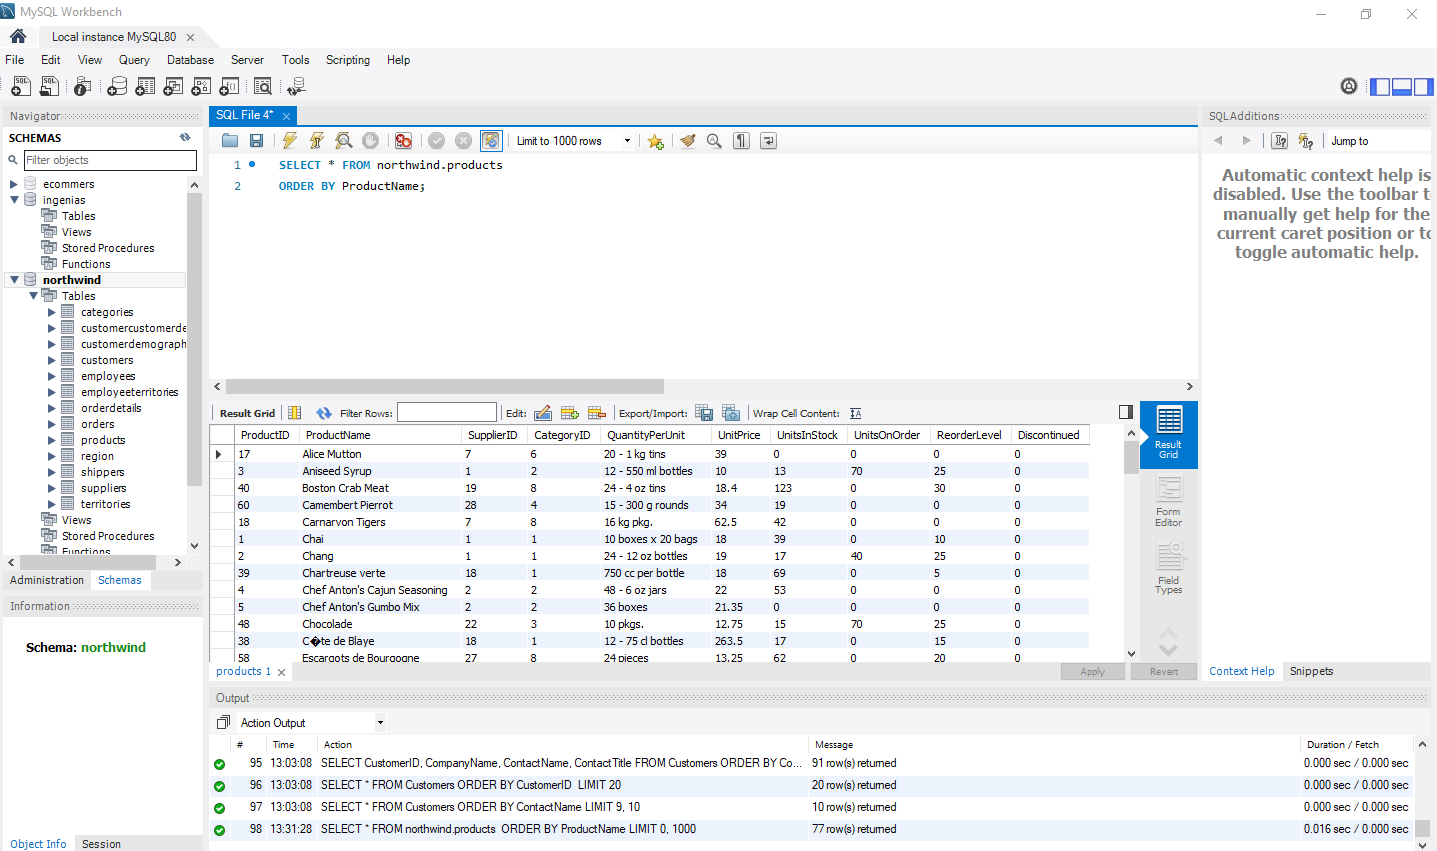 MySQL Workbench
Local instance MySQL80
File Edit View Query Database Server Tools Scripting Help
Navigator
SCHEMAS
Filter objects
ecommers
ingenias
Tables
Views
Stored Procedures
Functions
northwind
Tables
categories
customercustomerde
customerdemograph
customers
employees
employeeterritories
orderdetails
orders
products
region
shippers
suppliers
territories
Views
Stored Procedures
Functions
Administration Schemas
Information
Schema: northwind
Object Info Session
SQL File 4*
Limit to 1000 rows
1 SELECT * FROM northwind.products
2 ORDER BY ProductName;
Result Grid Filter Rows: Edit: Export/Import: Wrap Cell Content:
ProductID ProductName SupplierID CategoryID QuantityPerUnit UnitPrice UnitsInStock UnitsOnOrder ReorderLevel Discontinued
17 Alice Mutton 7 6 20 - 1 kg tins 39 0 0 0 0
3 Aniseed Syrup 1 2 12 - 550 ml bottles 10 13 70 25 0
40 Boston Crab Meat 19 8 24 - 4 oz tins 18.4 123 0 30 0
60 Camembert Pierrot 28 4 15 - 300 g rounds 34 19 0 0 0
18 Carnarvon Tigers 7 8 16 kg pkg. 62.5 42 0 0 0
1 Chai 1 1 10 boxes x 20 bags 18 39 0 10 0
2 Chang 1 1 24 - 12 oz bottles 19 17 40 25 0
39 Chartreuse verte 18 1 750 cc per bottle 18 69 0 5 0
4 Chef Anton's Cajun Seasoning 2 2 48 - 6 oz jars 22 53 0 0 0
5 Chef Anton's Gumbo Mix 2 2 36 boxes 21.35 0 0 0 0
48 Chocolade 22 3 10 pkgs. 12.75 15 70 25 0
38 C�te de Blaye 18 1 12 - 75 cl bottles 263.5 17 0 15 0
58 Escargots de Bourgogne 27 8 24 pieces 13.25 62 0 20 0
Result Grid
Form Editor
Field Types
products 1
Apply Revert
SQLAdditions
Jump to
Automatic context help is
disabled. Use the toolbar t
manually get help for the
current caret position or to
toggle automatic help.
Context Help Snippets
Output
Action Output
# Time Action Message Duration / Fetch
95 13:03:08 SELECT CustomerID, CompanyName, ContactName, ContactTitle FROM Customers ORDER BY Co... 91 row(s) returned 0.000 sec / 0.000 sec
96 13:03:08 SELECT * FROM Customers ORDER BY CustomerID LIMIT 20 20 row(s) returned 0.000 sec / 0.000 sec
97 13:03:08 SELECT * FROM Customers ORDER BY ContactName LIMIT 9, 10 10 row(s) returned 0.000 sec / 0.000 sec
98 13:31:28 SELECT * FROM northwind.products ORDER BY ProductName LIMIT 0, 1000 77 row(s) returned 0.016 sec / 0.000 sec